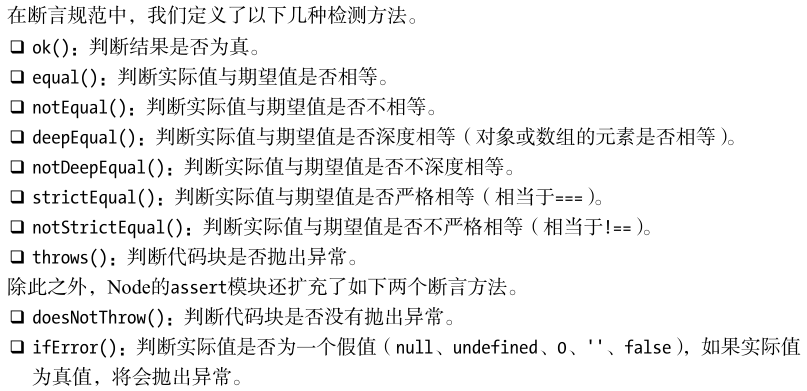 在断言规范中，我们定义了以下几种检测方法。
❑ ok()：判断结果是否为真。
❑ equal()：判断实际值与期望值是否相等。
❑ notEqual()：判断实际值与期望值是否不相等。
❑ deepEqual()：判断实际值与期望值是否深度相等（对象或数组的元素是否相等）。
❑ notDeepEqual()：判断实际值与期望值是否不深度相等。
❑ strictEqual()：判断实际值与期望值是否严格相等（相当于===）。
❑ notStrictEqual()：判断实际值与期望值是否不严格相等（相当于!==）。
❑ throws()：判断代码块是否抛出异常。
除此之外，Node的assert模块还扩充了如下两个断言方法。
❑ doesNotThrow()：判断代码块是否没有抛出异常。
❑ ifError()：判断实际值是否为一个假值（null、undefined、0、''、false），如果实际值
为真值，将会抛出异常。